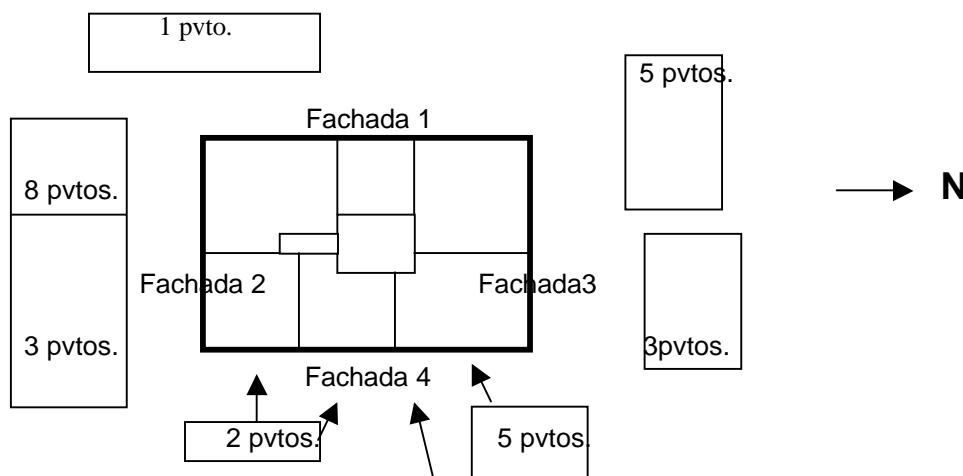 1 pvto.
5 pvtos.
Fachada 1
8 pvtos.
N
Fachada 2
Fachada3
3 pvtos.
3pvtos.
Fachada 4
2 pvtos.
5 pvtos.